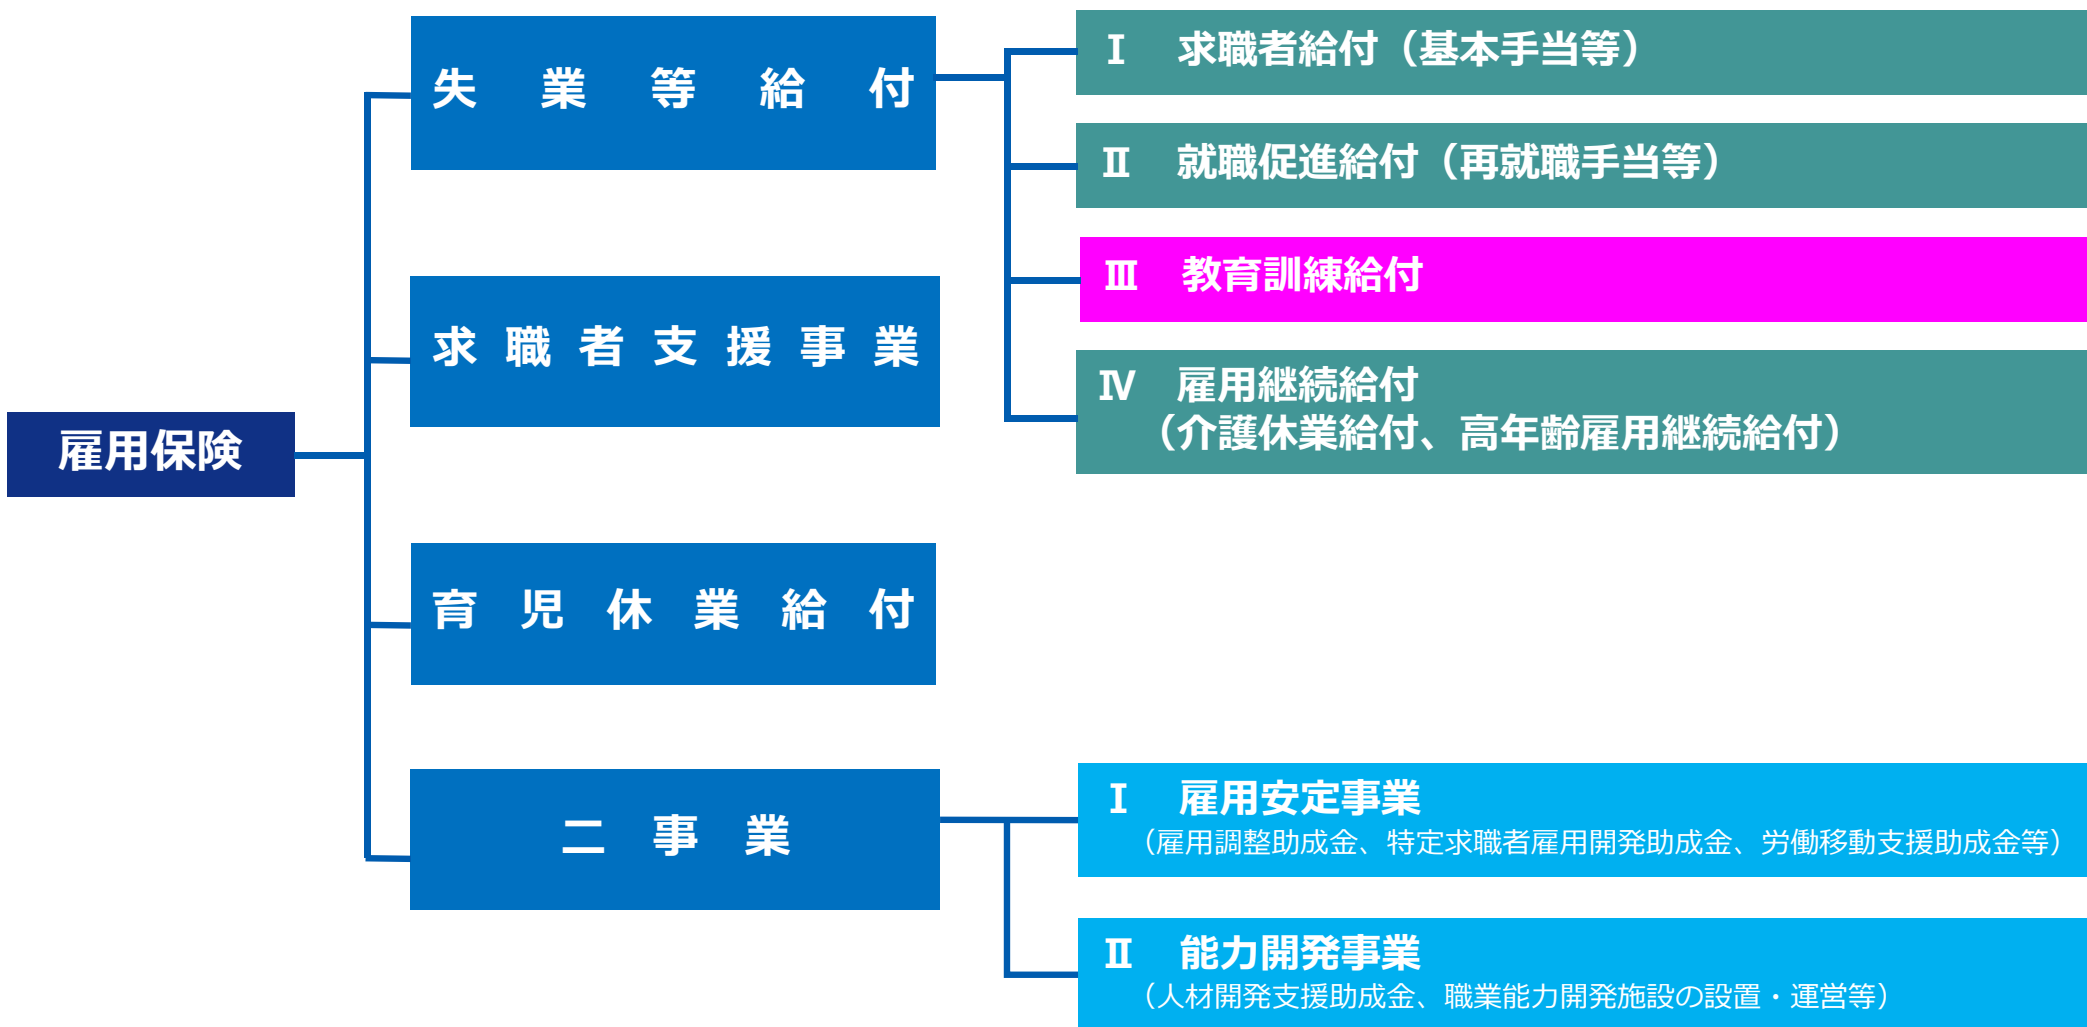 雇用保険
失業等給付
Ⅰ 求職者給付（基本手当等）
Ⅱ 就職促進給付（再就職手当等）
Ⅲ 教育訓練給付
Ⅳ 雇用継続給付
（介護休業給付、高年齢雇用継続給付）
求職者支援事業
育児休業給付
二事業
Ⅰ 雇用安定事業
（雇用調整助成金、特定求職者雇用開発助成金、労働移動支援助成金等）
Ⅱ 能力開発事業
（人材開発支援助成金、職業能力開発施設の設置・運営等）